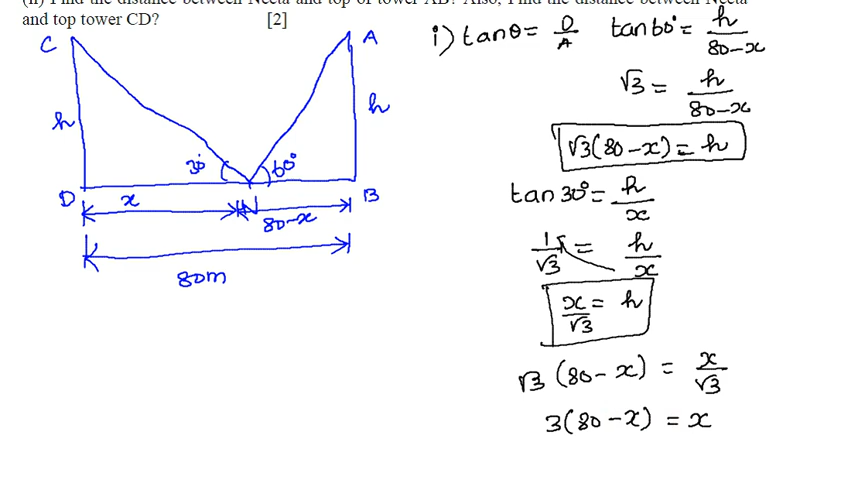 (ii) Find the distance between Neeta and top of tower AB? Also, Find the distance between Neeta
and top tower CD? [2]
C A
h h
30° 60°
D x N 80-x B
80m
i) tanθ = O/A tan60° = h/(80-x)
√3 = h/(80-x)
√3(80-x) = h
tan 30° = h/x
1/√3 = h/x
x/√3 = h
√3 (80-x) = x/√3
3(80-x) = x